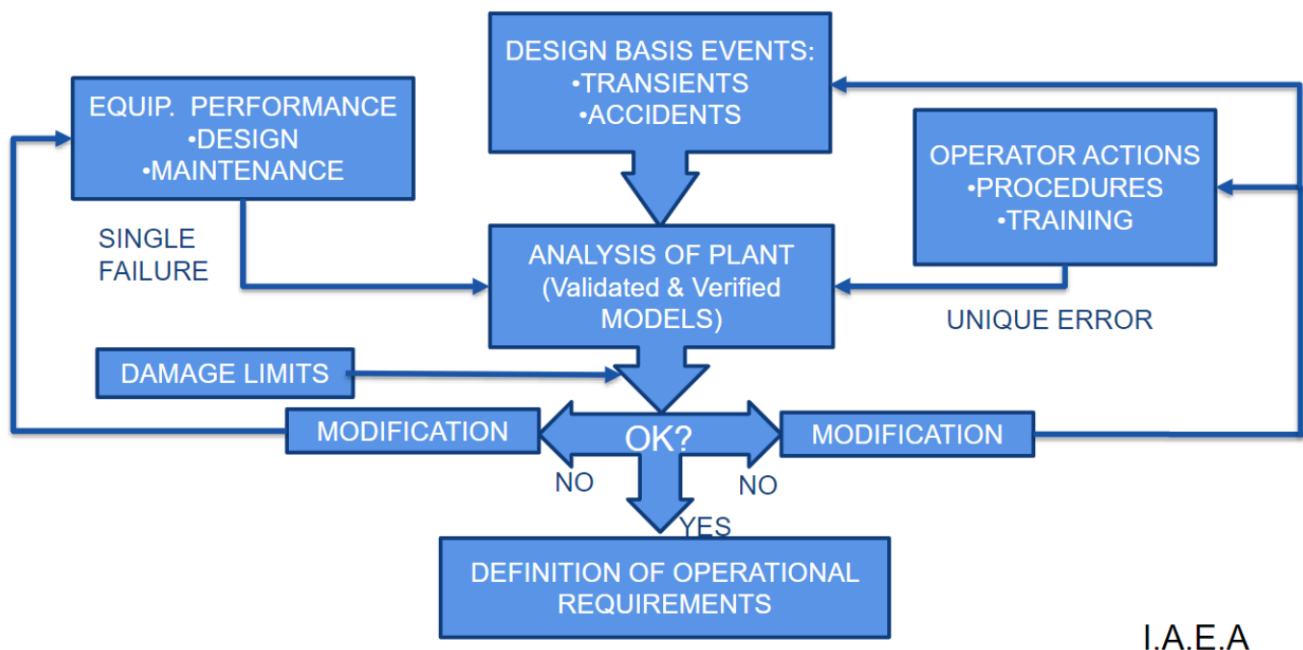 DESIGN BASIS EVENTS:
•TRANSIENTS
•ACCIDENTS
EQUIP. PERFORMANCE
•DESIGN
•MAINTENANCE
OPERATOR ACTIONS
•PROCEDURES
•TRAINING
SINGLE
FAILURE
ANALYSIS OF PLANT
(Validated & Verified
MODELS)
UNIQUE ERROR
DAMAGE LIMITS
MODIFICATION
OK?
MODIFICATION
NO
NO
YES
DEFINITION OF OPERATIONAL
REQUIREMENTS
I.A.E.A